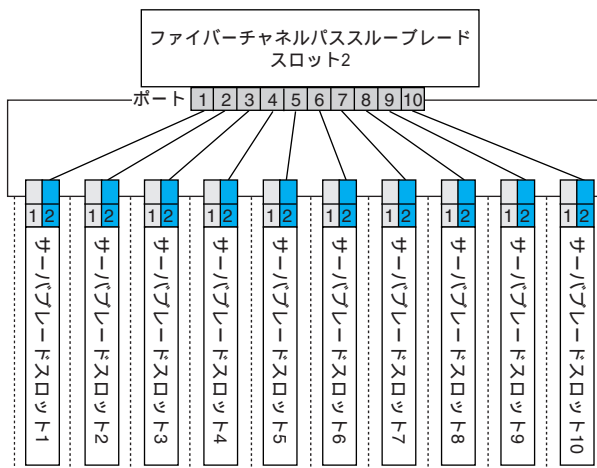 ファイバーチャネルパススルーブレード
スロット2
ポート 1 2 3 4 5 6 7 8 9 10
1 2 1 2 1 2 1 2 1 2 1 2 1 2 1 2 1 2 1 2
サーバブレードスロット1
サーバブレードスロット2
サーバブレードスロット3
サーバブレードスロット4
サーバブレードスロット5
サーバブレードスロット6
サーバブレードスロット7
サーバブレードスロット8
サーバブレードスロット9
サーバブレードスロット10